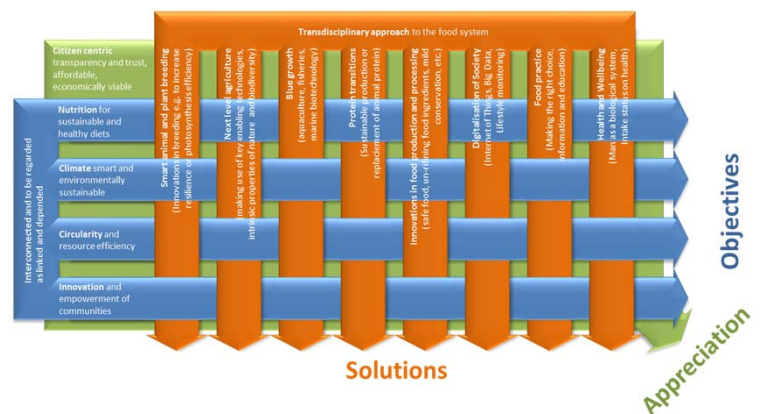 Transdisciplinary approach to the food system
Citizen centric
transparency and trust,
affordable,
economically viable
Interconnected and to be regarded
as linked and depended
Nutrition for
sustainable and
healthy diets
Climate smart and
environmentally
sustainable
Circularity and
resource efficiency
Innovation and
empowerment of
communities
Smart animal and plant breeding
(Innovations in breeding e.g. to increase
resilience or photosynthesis efficiency)
Next level agriculture
(making use of key enabling technologies,
intrinsic properties of nature and biodiversity)
Blue growth
(aquaculture, fisheries,
marine biotechnology)
Protein transitions
(Sustainable production or
replacement of animal protein)
Innovations in food production and processing
(safe food, un-refining food ingredients, mild
conservation, etc.)
Digitalisation of Society
(Internet of Things, Big Data,
Lifestyle monitoring)
Food practice
(Making the right choice,
information and education)
Health and Wellbeing
(Man as a biological system,
Intake status on health)
Objectives
Solutions
Appreciation